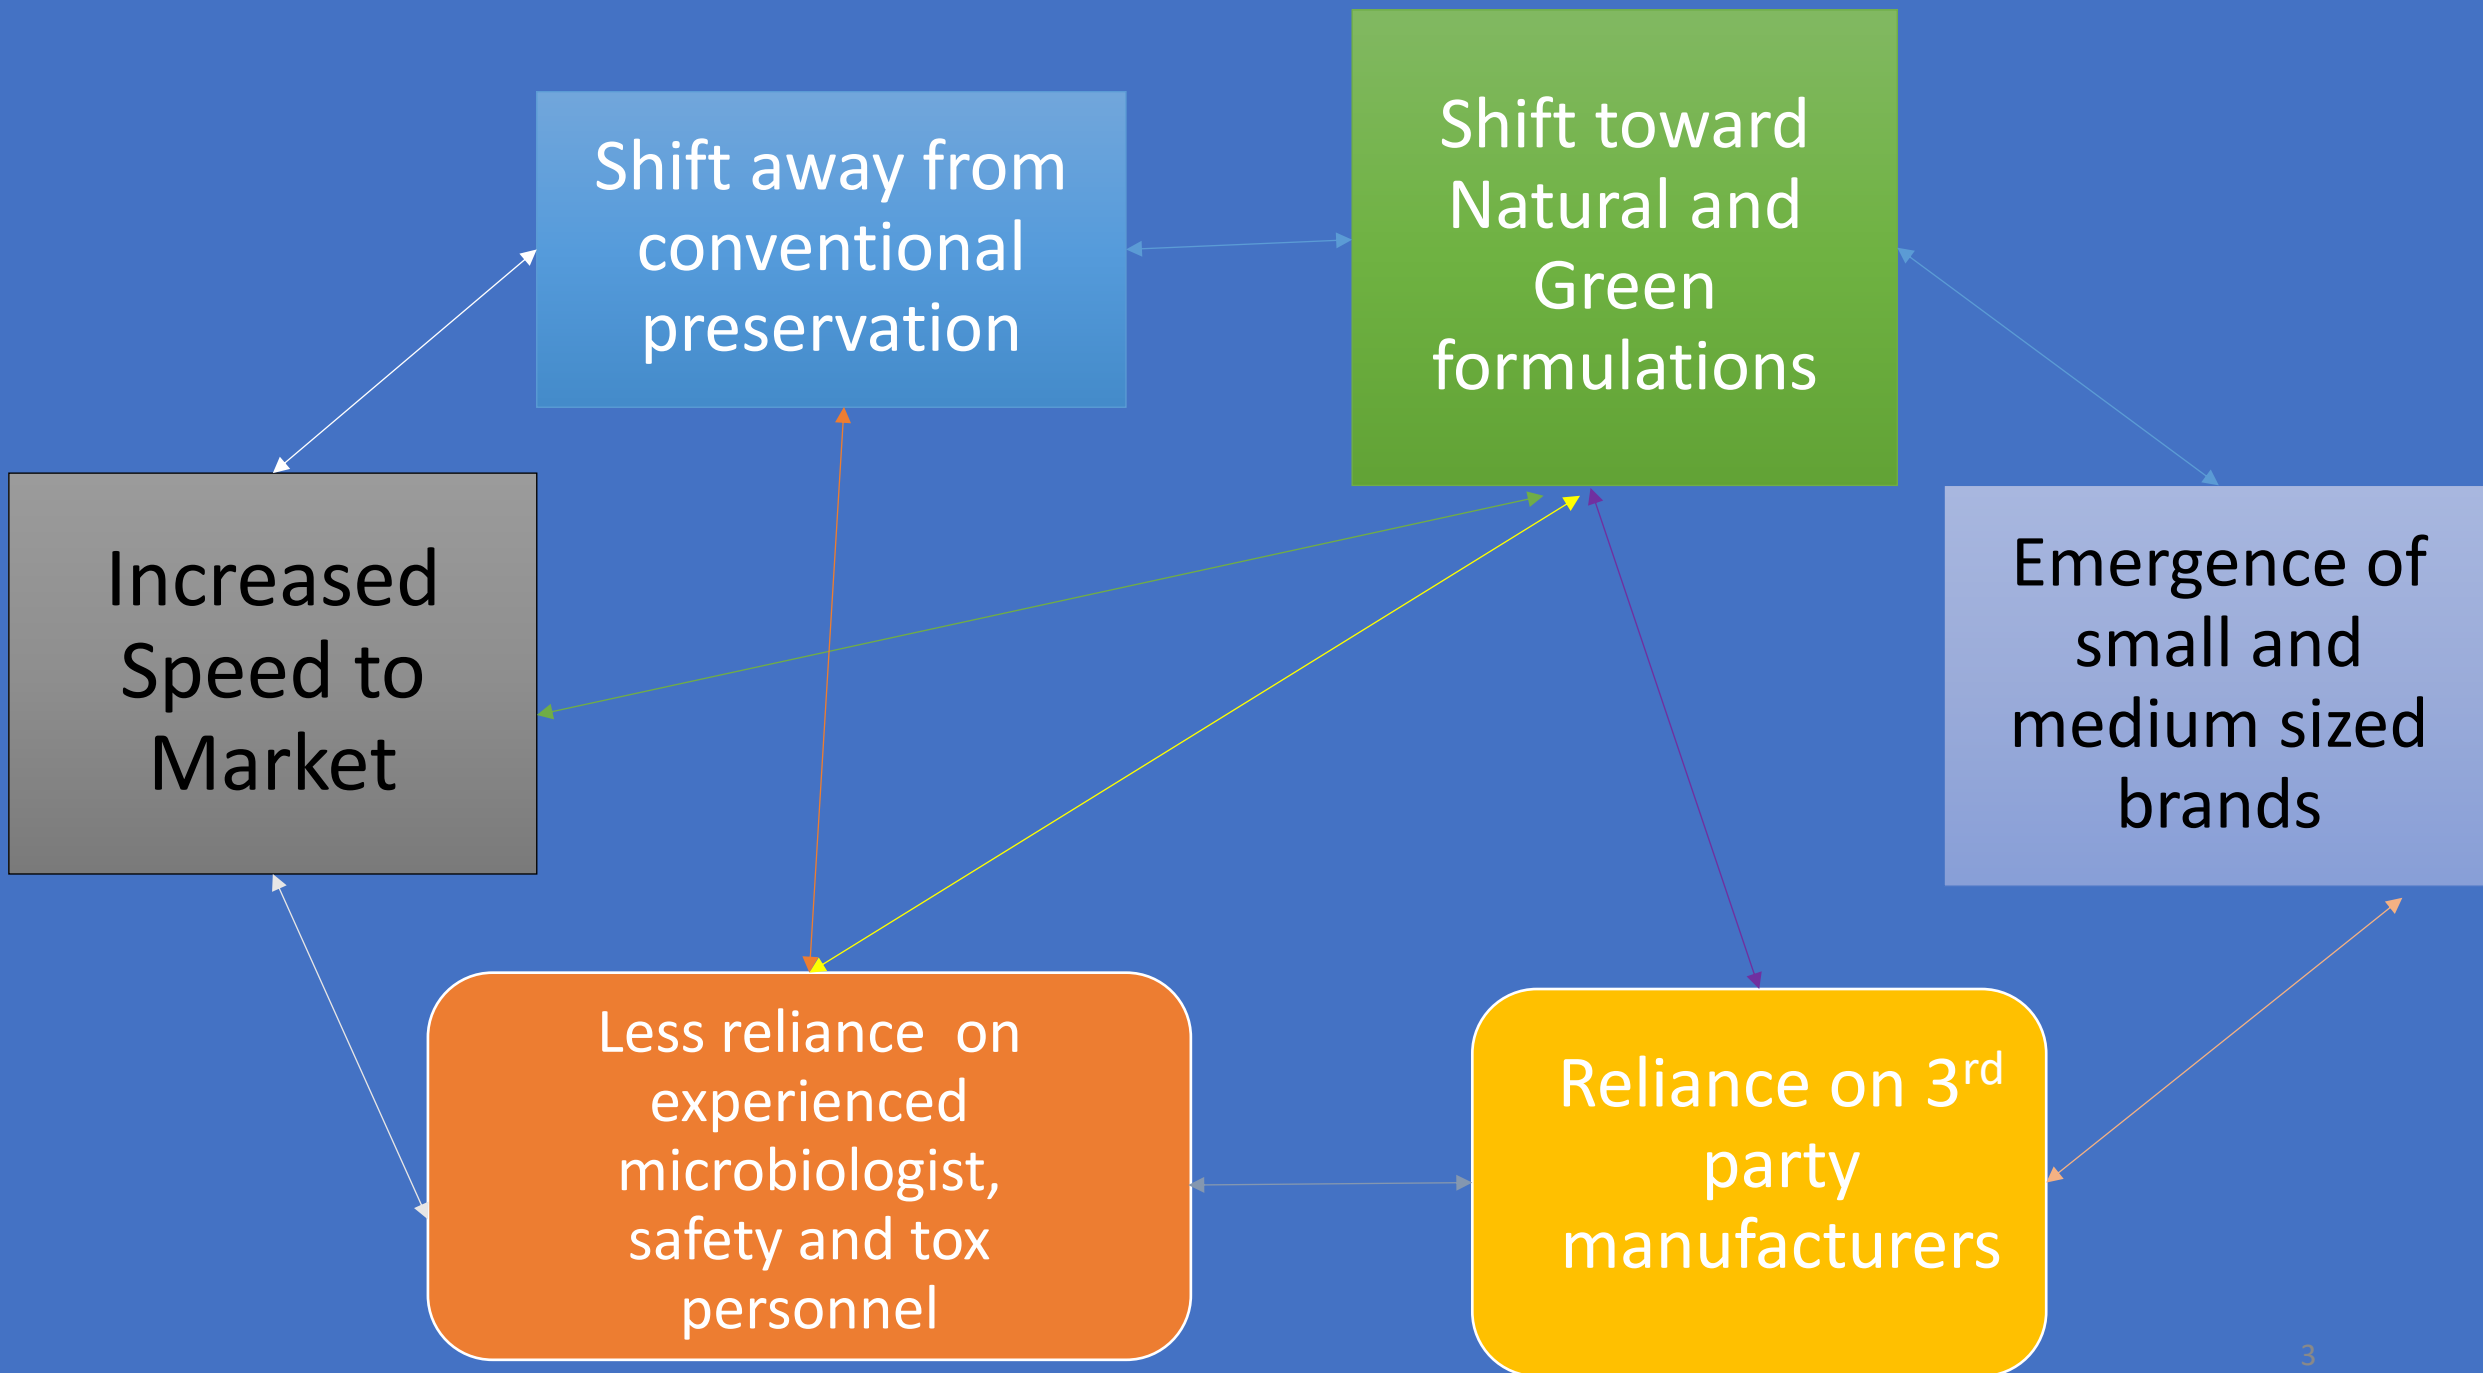 Shift away from
conventional
preservation
Shift toward
Natural and
Green
formulations
Increased
Speed to
Market
Emergence of
small and
medium sized
brands
Less reliance  on
experienced
microbiologist,
safety and tox
personnel
Reliance on 3rd
party
manufacturers
3